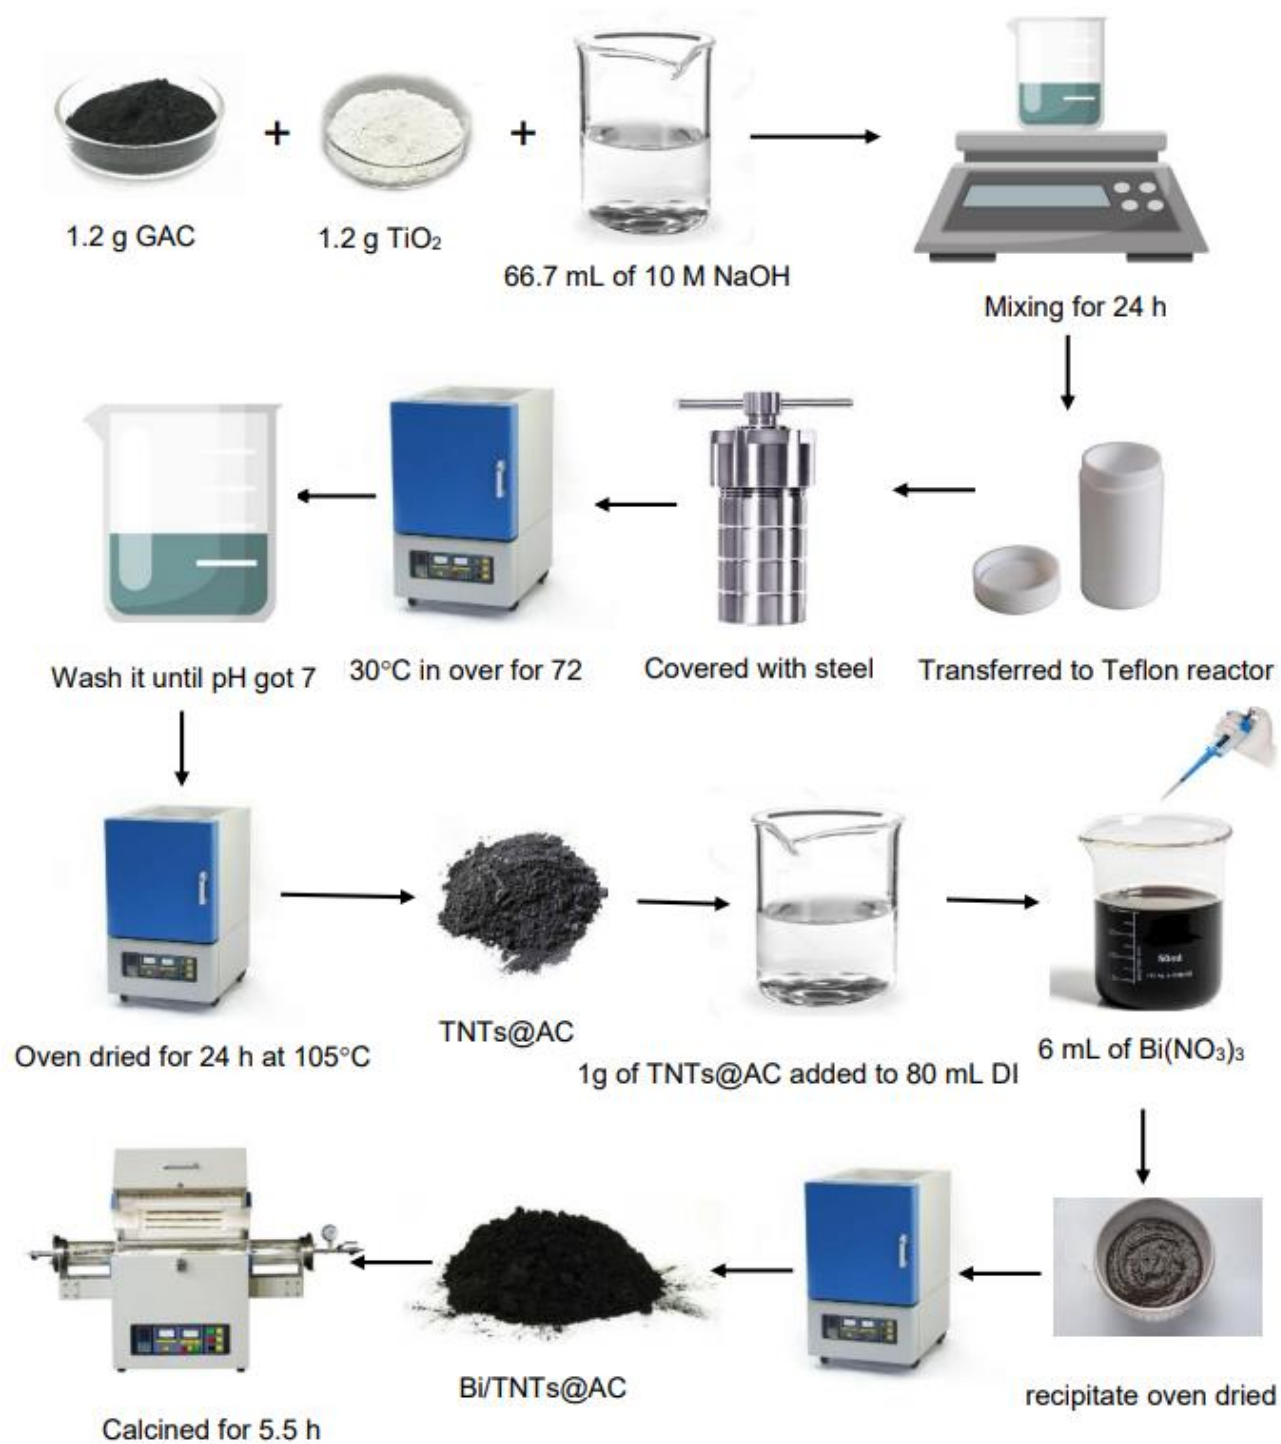 +
+
1.2 g GAC
1.2 g TiO₂
66.7 mL of 10 M NaOH
Mixing for 24 h
Wash it until pH got 7
30°C in over for 72
Covered with steel
Transferred to Teflon reactor
50ml
Oven dried for 24 h at 105°C
TNTs@AC
1g of TNTs@AC added to 80 mL DI
6 mL of Bi(NO₃)₃
Calcined for 5.5 h
Bi/TNTs@AC
recipitate oven dried